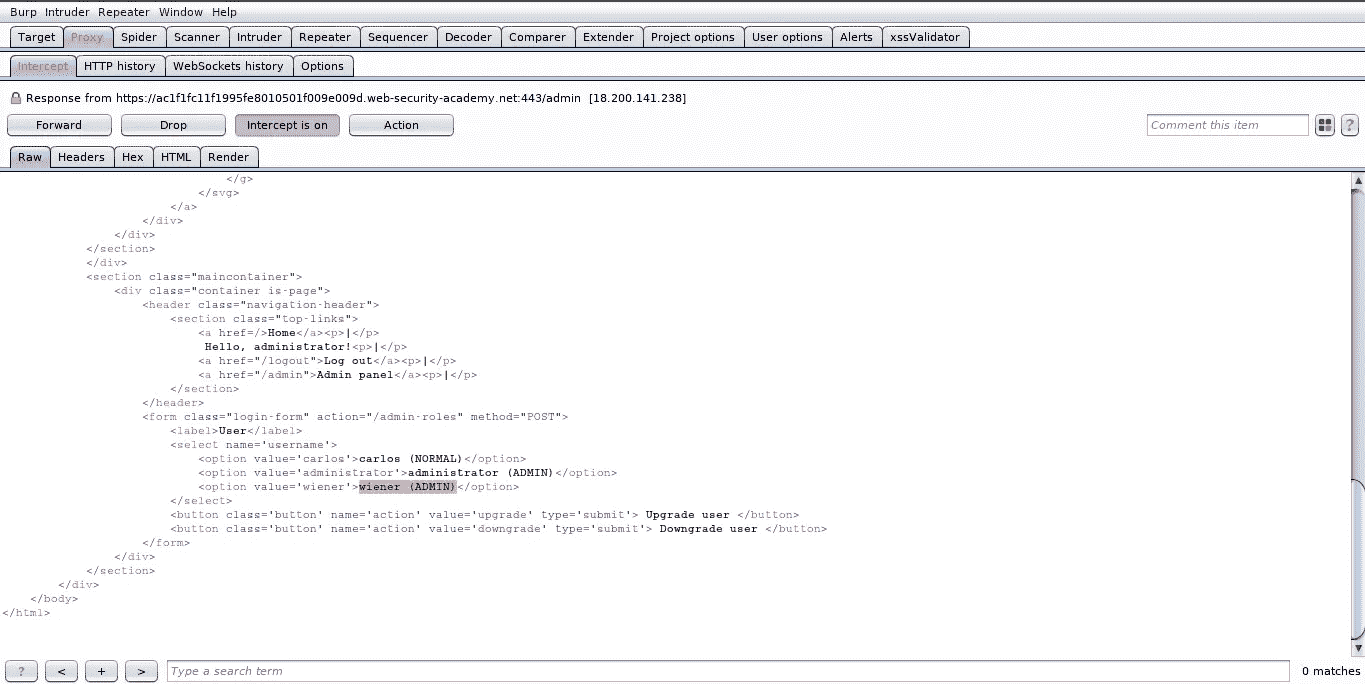 Burp Intruder Repeater Window Help
Target Proxy Spider Scanner Intruder Repeater Sequencer Decoder Comparer Extender Project options User options Alerts xssValidator
Intercept HTTP history WebSockets history Options
Response from https://ac1f1fc11f1995fe8010501f009e009d.web-security-academy.net:443/admin [18.200.141.238]
Forward Drop Intercept is on Action Comment this item ?
Raw Headers Hex HTML Render
</g>
</svg>
</a>
</div>
</div>
</section>
</div>
<section class="maincontainer">
<div class="container is-page">
<header class="navigation-header">
<section class="top-links">
<a href=/>Home</a><p>|</p>
Hello, administrator!<p>|</p>
<a href="/logout">Log out</a><p>|</p>
<a href="/admin">Admin panel</a><p>|</p>
</section>
</header>
<form class="login-form" action="/admin-roles" method="POST">
<label>User</label>
<select name='username'>
<option value='carlos'>carlos (NORMAL)</option>
<option value='administrator'>administrator (ADMIN)</option>
<option value='wiener'>wiener (ADMIN)</option>
</select>
<button class='button' name='action' value='upgrade' type='submit'> Upgrade user </button>
<button class='button' name='action' value='downgrade' type='submit'> Downgrade user </button>
</form>
</div>
</section>
</div>
</body>
</html>
? < + > Type a search term 0 matches